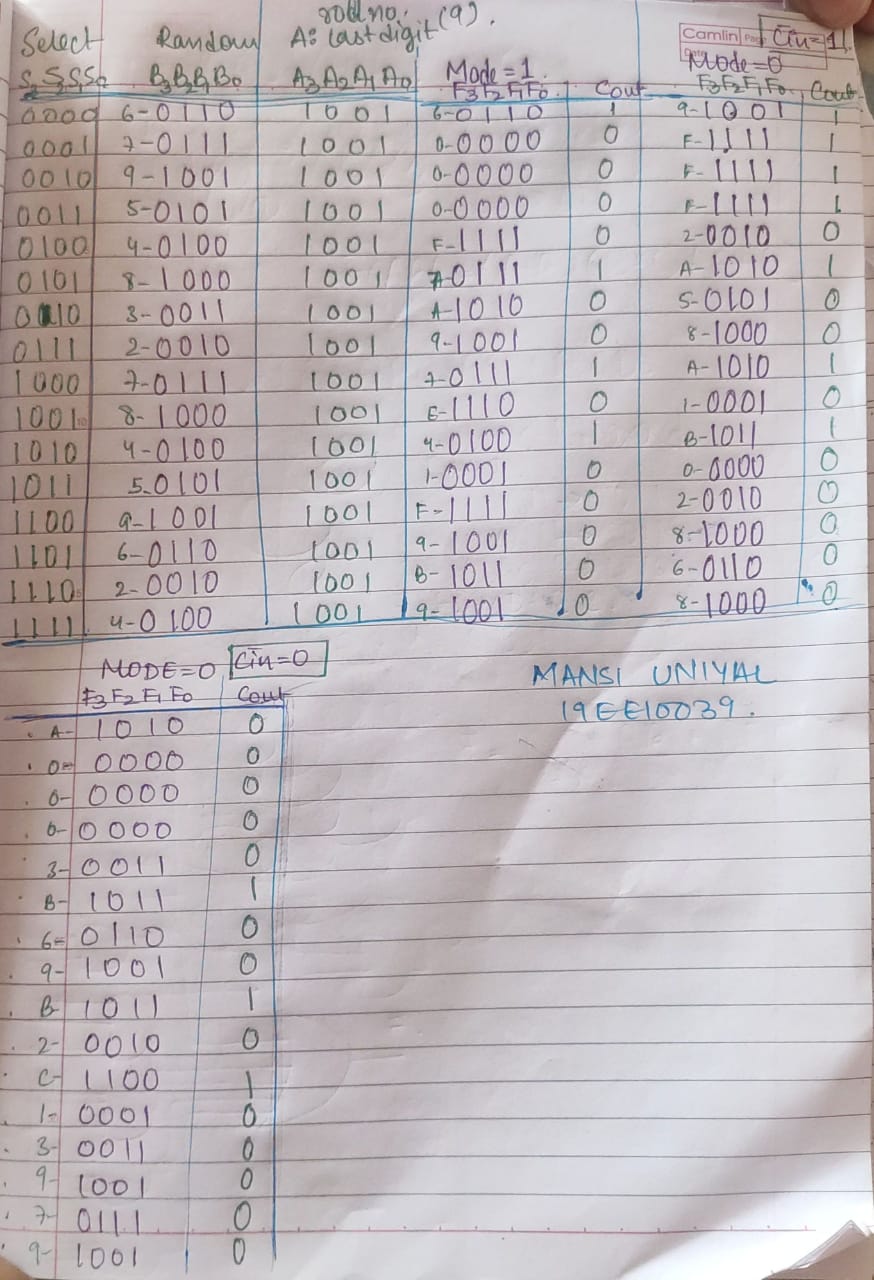 roll no.
Select Random A: last digit (9). Camlin Page Cin=1
S3 S2 S1 S0 B3B2B1B0 A3A2A1A0 Mode=1 F3F2F1F0 Cout Mode=0 F3F2F1F0 Cout
0000 6-0110 1001 6-0110 1 9-1001 1
0001 7-0111 1001 0-0000 0 F-1111 1
0010 9-1001 1001 0-0000 0 F-1111 1
0011 5-0101 1001 0-0000 0 F-1111 1
0100 4-0100 1001 F-1111 0 2-0010 0
0101 8-1000 1001 7-0111 1 A-1010 1
0110 3-0011 1001 A-1010 0 5-0101 0
0111 2-0010 1001 9-1001 0 8-1000 0
1000 7-0111 1001 7-0111 1 A-1010 1
1001 8-1000 1001 E-1110 0 1-0001 0
1010 4-0100 1001 4-0100 1 B-1011 1
1011 5-0101 1001 1-0001 0 0-0000 0
1100 9-1001 1001 F-1111 0 2-0010 0
1101 6-0110 1001 9-1001 0 8-1000 0
1110 2-0010 1001 B-1011 0 6-0110 0
1111 4-0100 1001 9-1001 0 8-1000 0
MODE=0 Cin=0
F3F2F1F0 Cout
MANSI UNIYAL
19EE10039.
A- 1010 0
0- 0000 0
0- 0000 0
0- 0000 0
3- 0011 0
B- 1011 1
6- 0110 0
9- 1001 0
B- 1011 1
2- 0010 0
C- 1100 1
1- 0001 0
3- 0011 0
9- 1001 0
7- 0111 0
9- 1001 0